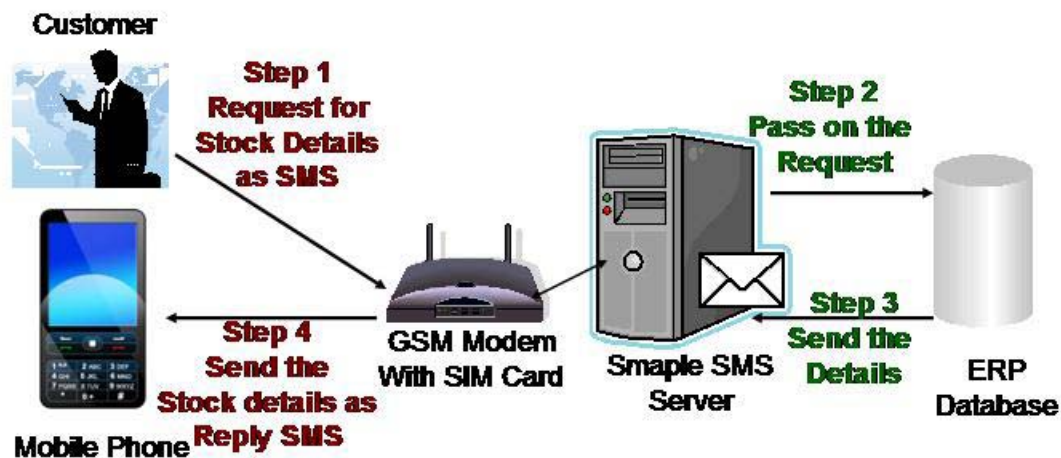 Customer
Step 1
Request for
Stock Details
as SMS
Step 2
Pass on the
Request
Step 3
Send the
Details
Step 4
Send the
Stock details as
Reply SMS
GSM Modem
With SIM Card
Smaple SMS
Server
ERP
Database
Mobile Phone